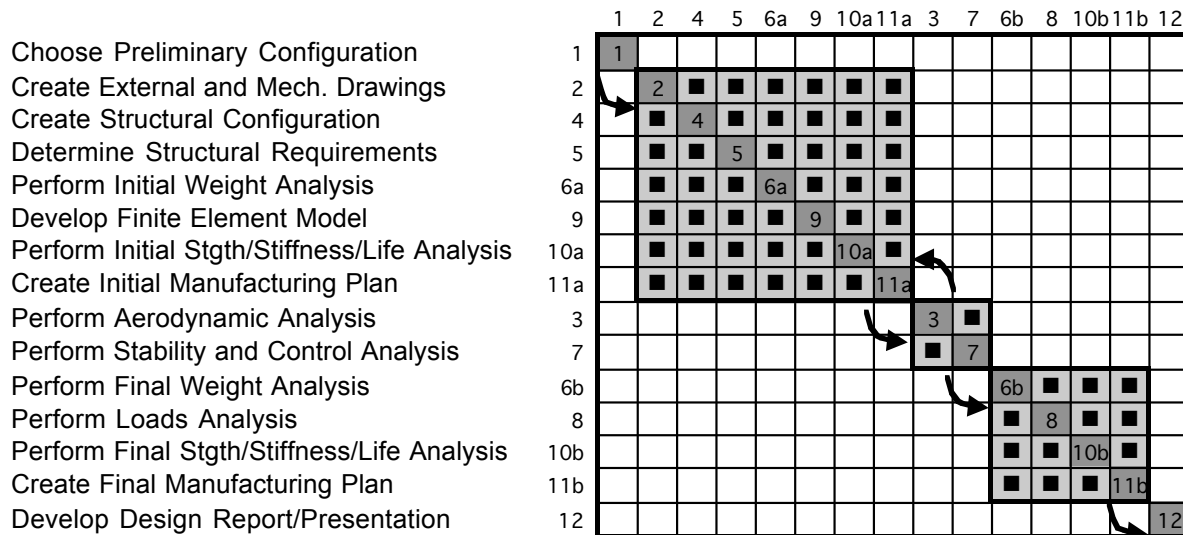 1 2 4 5 6a 9 10a 11a 3 7 6b 8 10b 11b 12
Choose Preliminary Configuration 1 1
Create External and Mech. Drawings 2 2
Create Structural Configuration 4 4
Determine Structural Requirements 5 5
Perform Initial Weight Analysis 6a 6a
Develop Finite Element Model 9 9
Perform Initial Stgth/Stiffness/Life Analysis 10a 10a
Create Initial Manufacturing Plan 11a 11a
Perform Aerodynamic Analysis 3 3
Perform Stability and Control Analysis 7 7
Perform Final Weight Analysis 6b 6b
Perform Loads Analysis 8 8
Perform Final Stgth/Stiffness/Life Analysis 10b 10b
Create Final Manufacturing Plan 11b 11b
Develop Design Report/Presentation 12 12